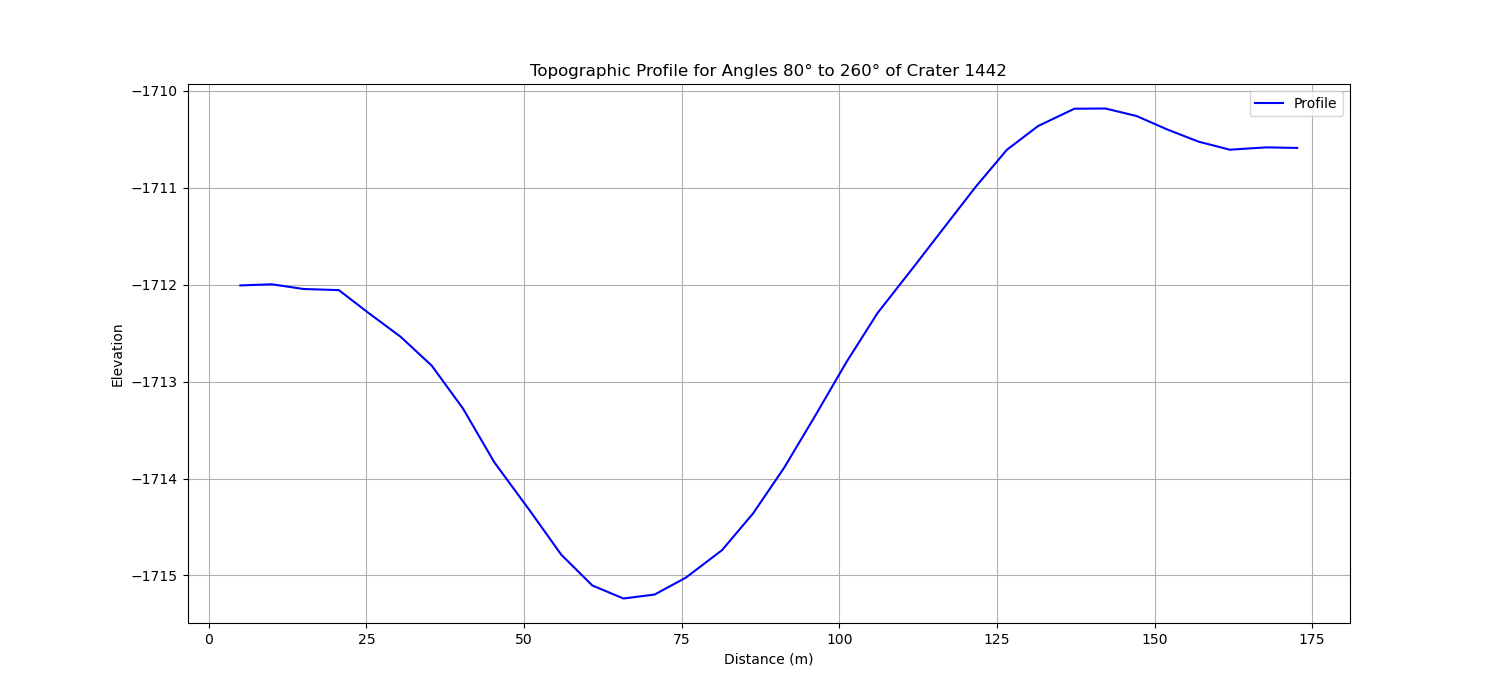 Topographic Profile for Angles 80° to 260° of Crater 1442
Profile
−1710
−1711
−1712
−1713
−1714
−1715
Elevation
0 25 50 75 100 125 150 175
Distance (m)